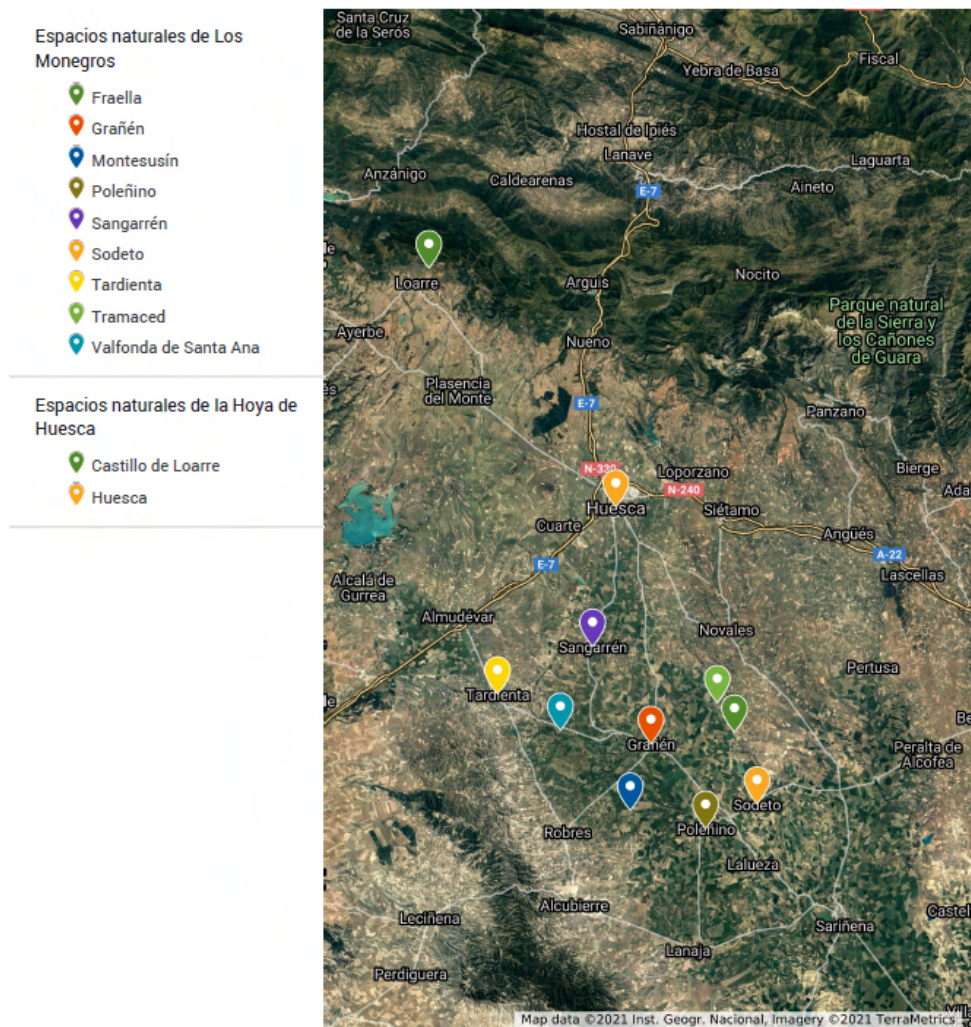 Espacios naturales de Los
Monegros
Fraella
Grañén
Montesusín
Poleñino
Sangarrén
Sodeto
Tardienta
Tramaced
Valfonda de Santa Ana
Espacios naturales de la Hoya de
Huesca
Castillo de Loarre
Huesca
Santa Cruz
de la Serós
Sabiñánigo
Yebra de Basa
Fiscal
Hostal de Ipiés
Lanave
Laguarta
Anzánigo
Caldearenas
Aineto
E-7
Loarre
Arguis
Nocito
Parque natural
de la Sierra y
los Cañones
de Guara
Ayerbe
Nueno
Plasencia
del Monte
E-7
Panzano
N-330
Loporzano
Bierge
N-240
Huesca
Siétamo
Cuarte
Angüés
E-7
A-22
Alcalá de
Gurrea
Lascellas
Almudévar
Novales
Sangarrén
Pertusa
Tardienta
Grañén
Peralta de
Alcofea
Sodeto
Robres
Poleñino
Lalueza
Alcubierre
Leciñena
Sariñena
Lanaja
Perdiguera
Map data ©2021 Inst. Geogr. Nacional, Imagery ©2021 TerraMetrics